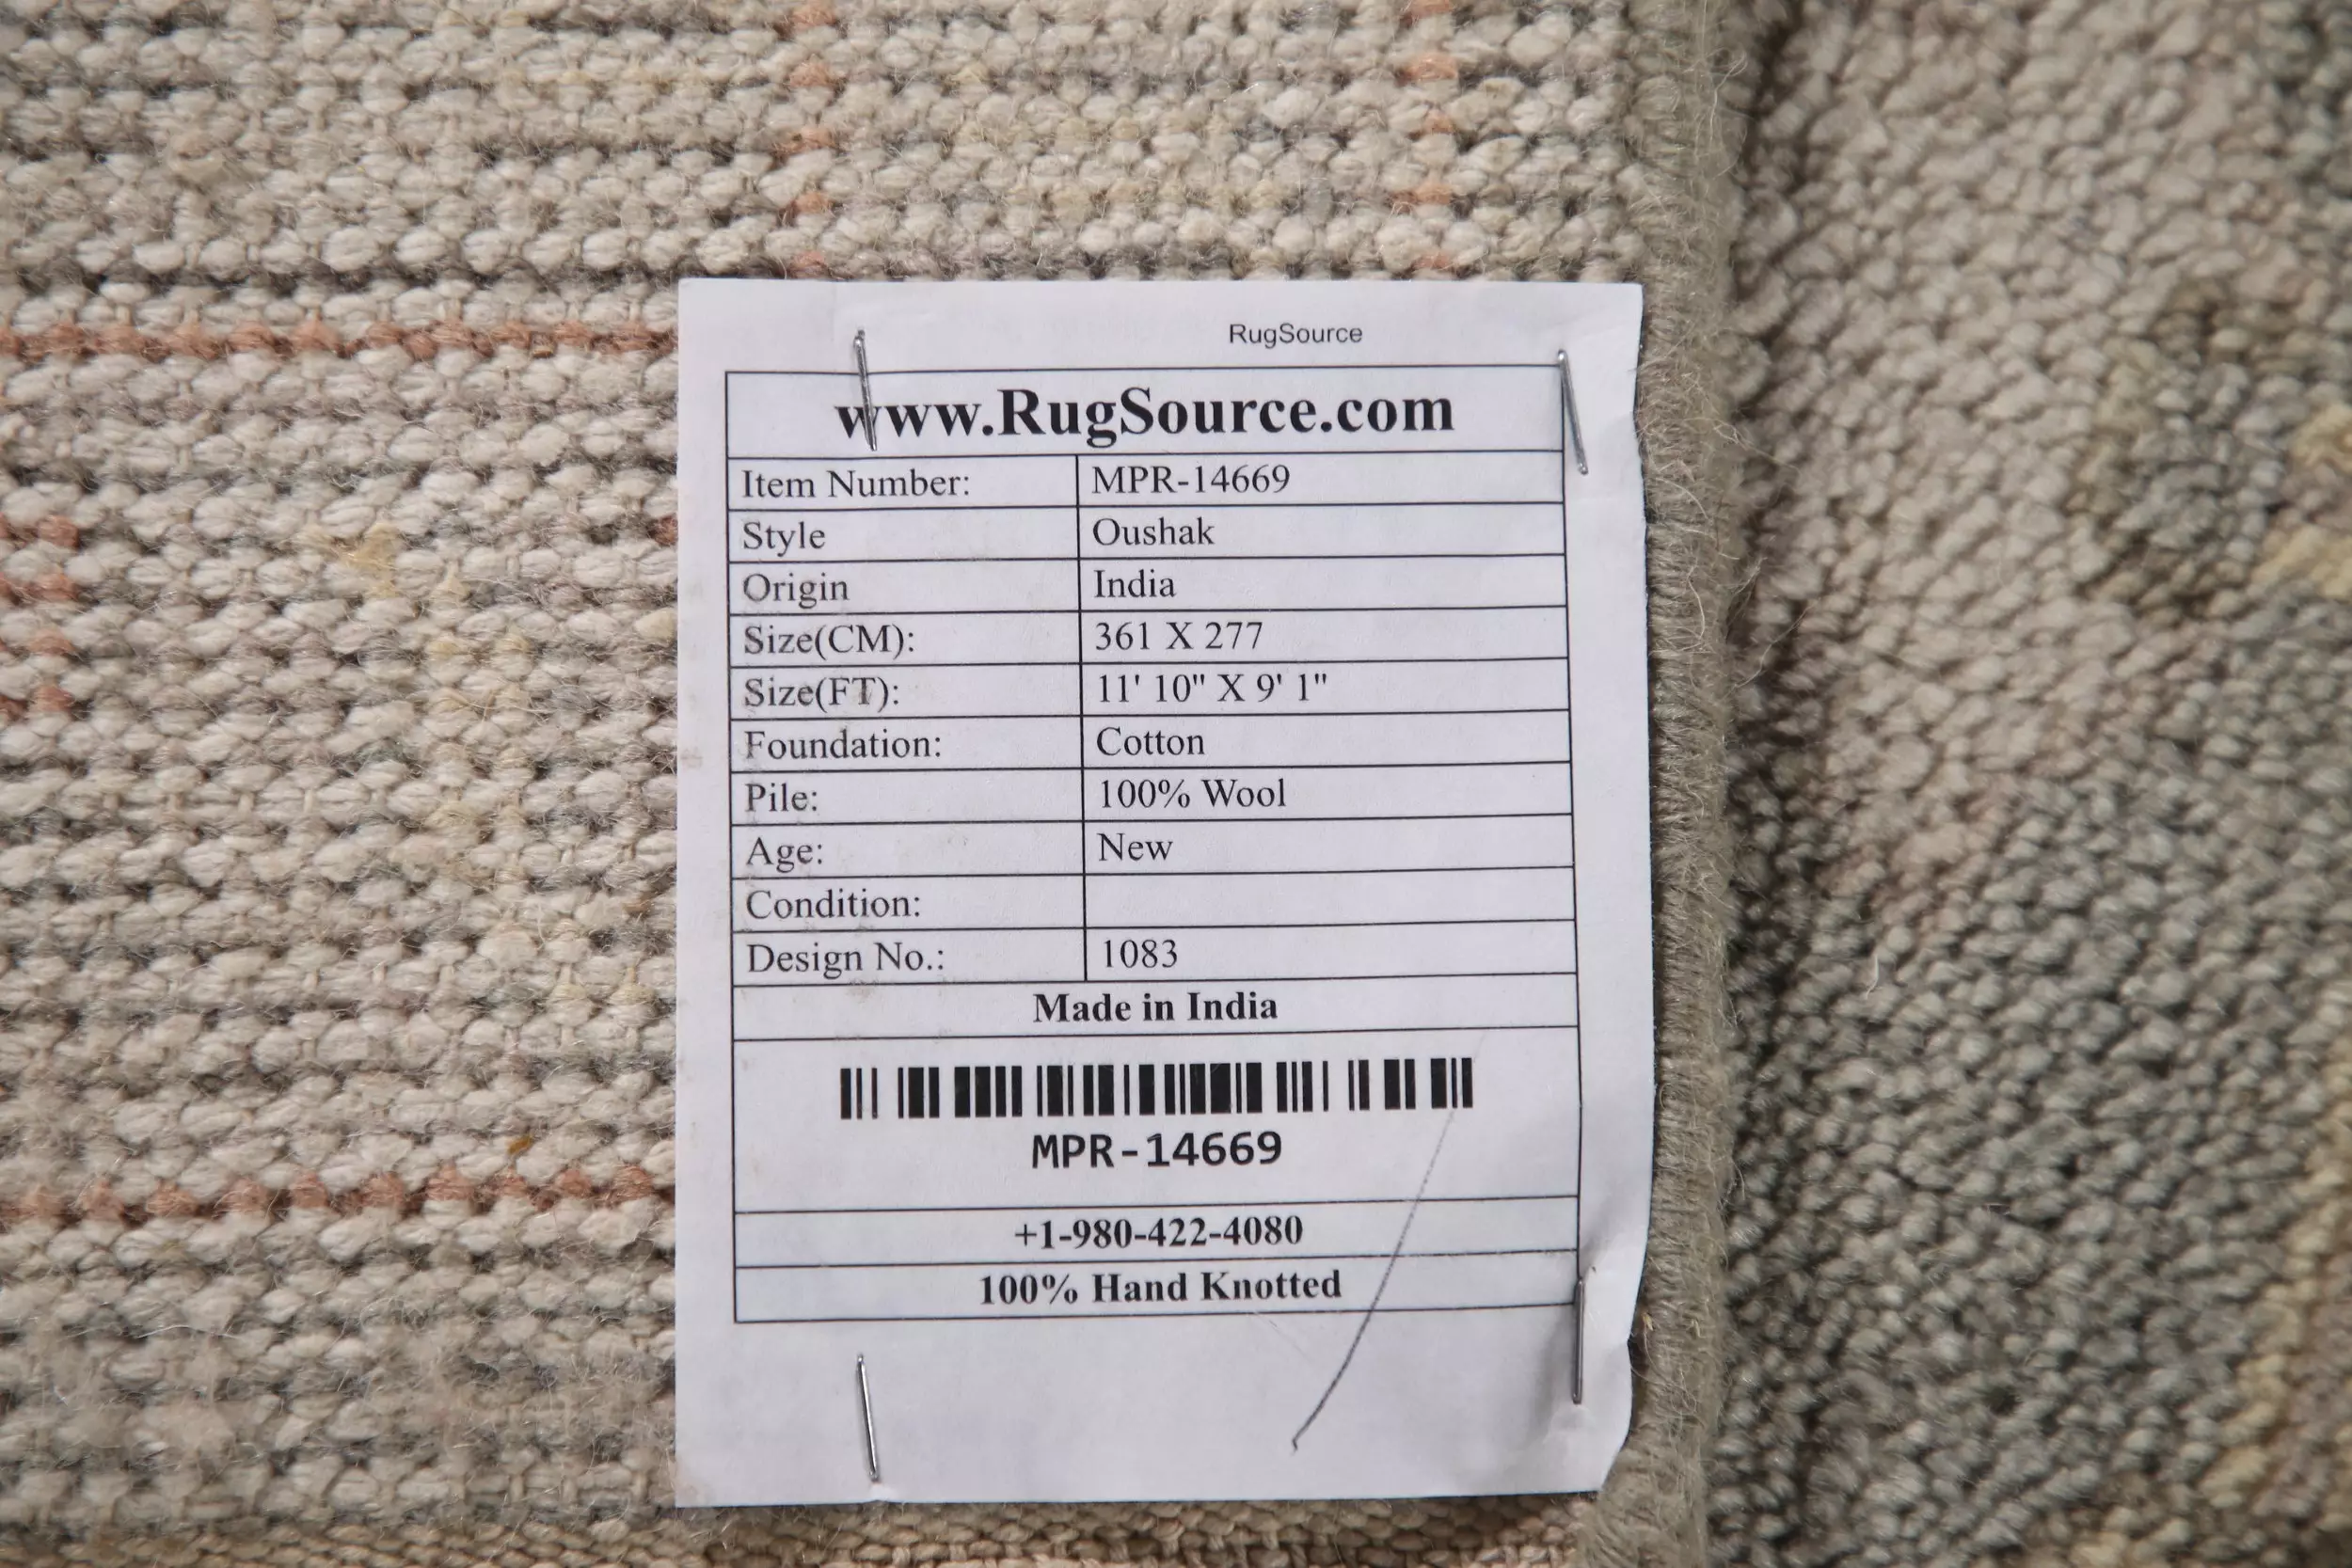 RugSource
www.RugSource.com
Item Number: MPR-14669
Style Oushak
Origin India
Size(CM): 361 X 277
Size(FT): 11' 10" X 9' 1"
Foundation: Cotton
Pile: 100% Wool
Age: New
Condition:
Design No.: 1083
Made in India
MPR-14669
+1-980-422-4080
100% Hand Knotted